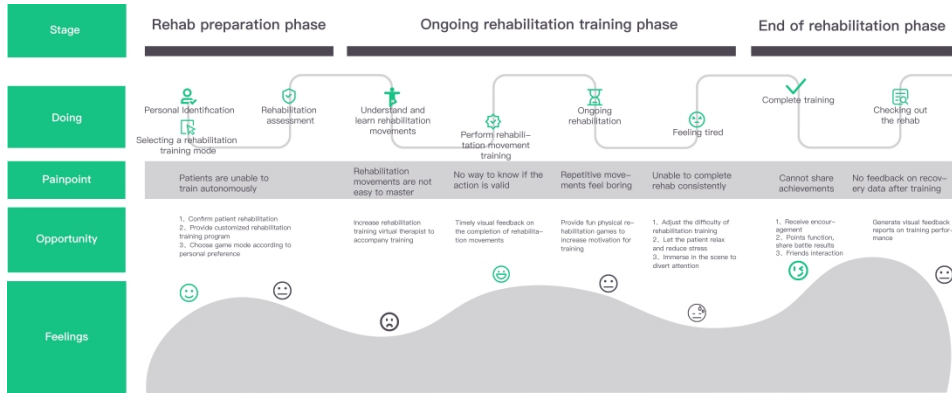 Stage
Rehab preparation phase
Ongoing rehabilitation training phase
End of rehabilitation phase
Doing
Personal Identification
Selecting a rehabilitation
training mode
Rehabilitation
assessment
Understand and
learn rehabilitation
movements
Perform rehabili-
tation movement
training
Ongoing
rehabilitation
Feeling tired
Complete training
Checking out
the rehab
Painpoint
Patients are unable to
train autonomously
Rehabilitation
movements are not
easy to master
No way to know if the
action is valid
Repetitive move-
ments feel boring
Unable to complete
rehab consistently
Cannot share
achievements
No feedback on recov-
ery data after training
Opportunity
1、Confirm patient rehabilitation
2、Provide customized rehabilitation
training program
3、Choose game mode according to
personal preference
Increase rehabilitation
training virtual therapist to
accompany training
Timely visual feedback on
the completion of rehabilita-
tion movements
Provide fun physical re-
habilitation games to
increase motivation for
training
1、Adjust the difficulty of
rehabilitation training
2、Let the patient relax
and reduce stress
3、Immerse in the scene to
divert attention
1、Receive encour-
agement
2、Points function,
share battle results
3、Friends interaction
Generate visual feedback
reports on training perfor-
mance
Feelings